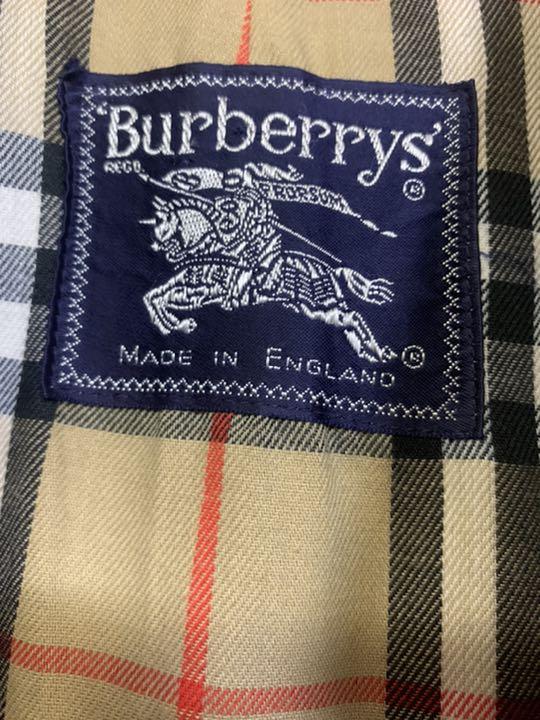 'Burberrys'
REGD.
PRORSUM
®
MADE IN ENGLAND ®